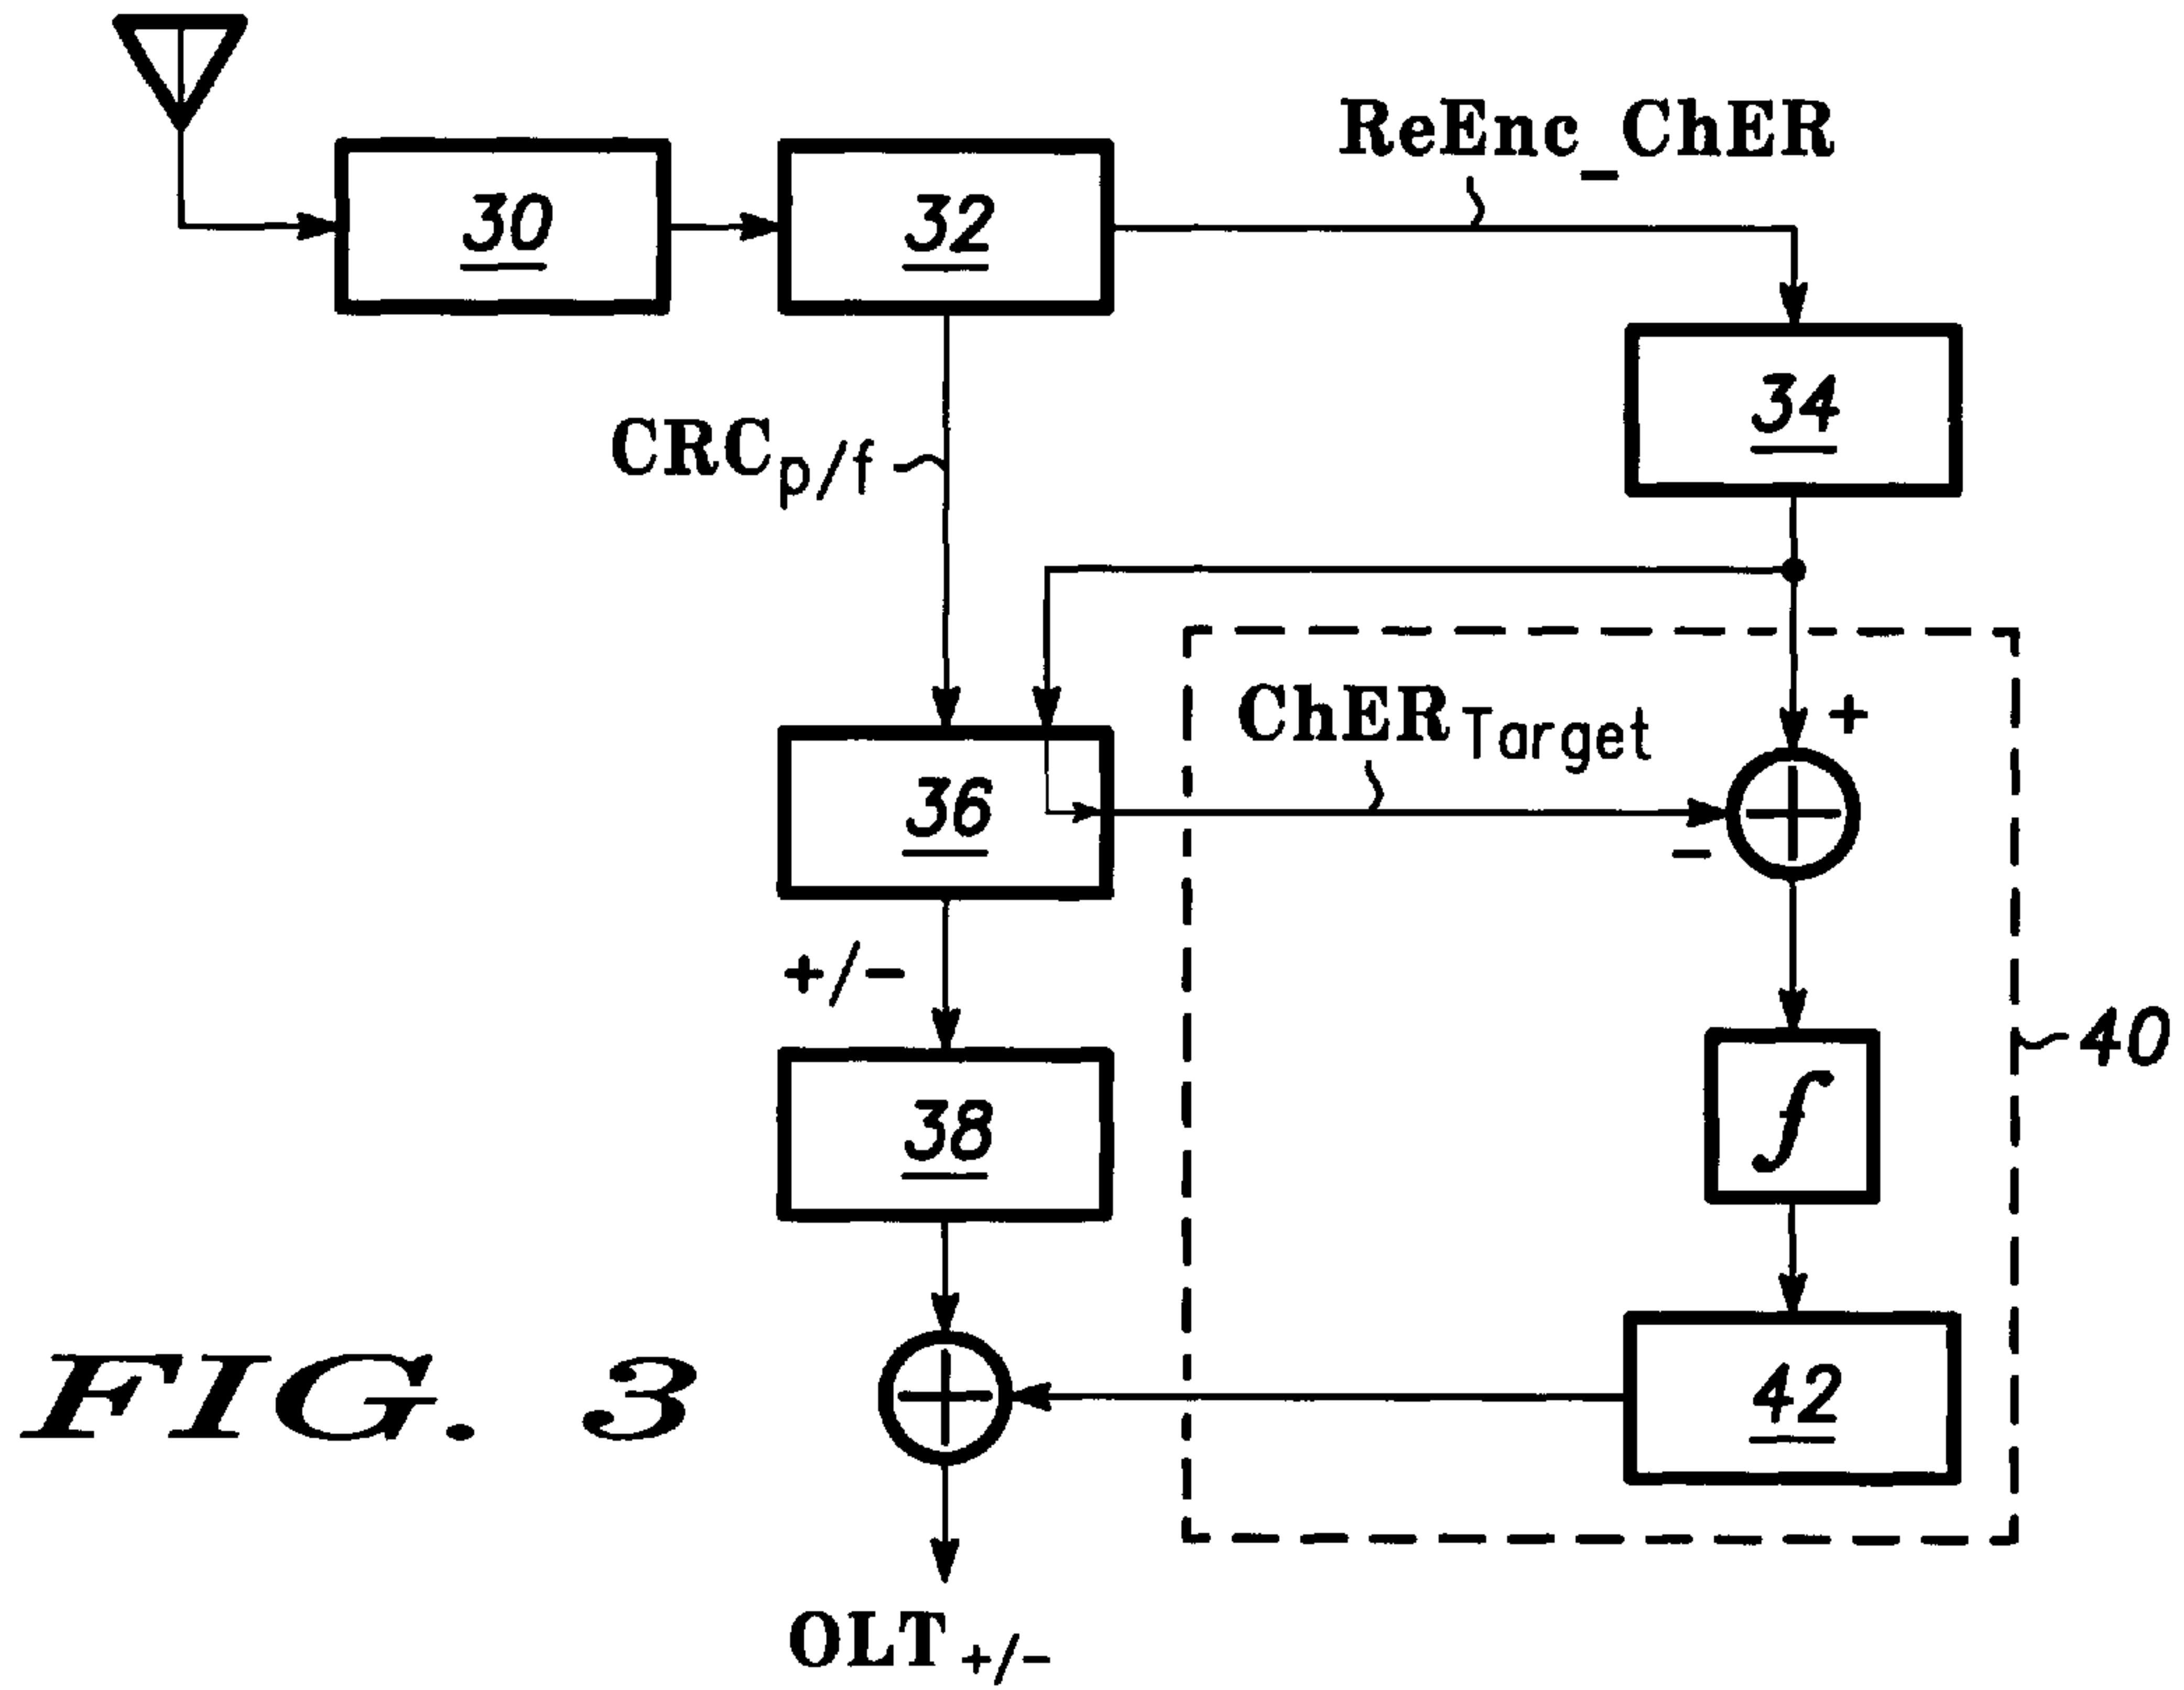 ReEnc_ChER
30
32
34
CRCp/f
ChERTarget
+
36
-
+/-
40
38
∫
42
FIG. 3
OLT+/-